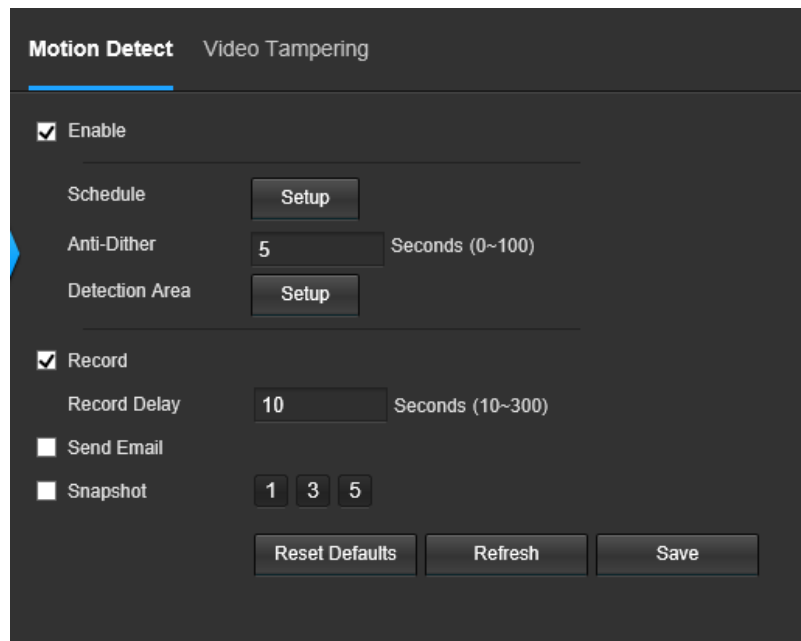 Motion Detect Video Tampering
Enable
Schedule Setup
Anti-Dither 5 Seconds (0~100)
Detection Area Setup
Record
Record Delay 10 Seconds (10~300)
Send Email
Snapshot 1 3 5
Reset Defaults Refresh Save